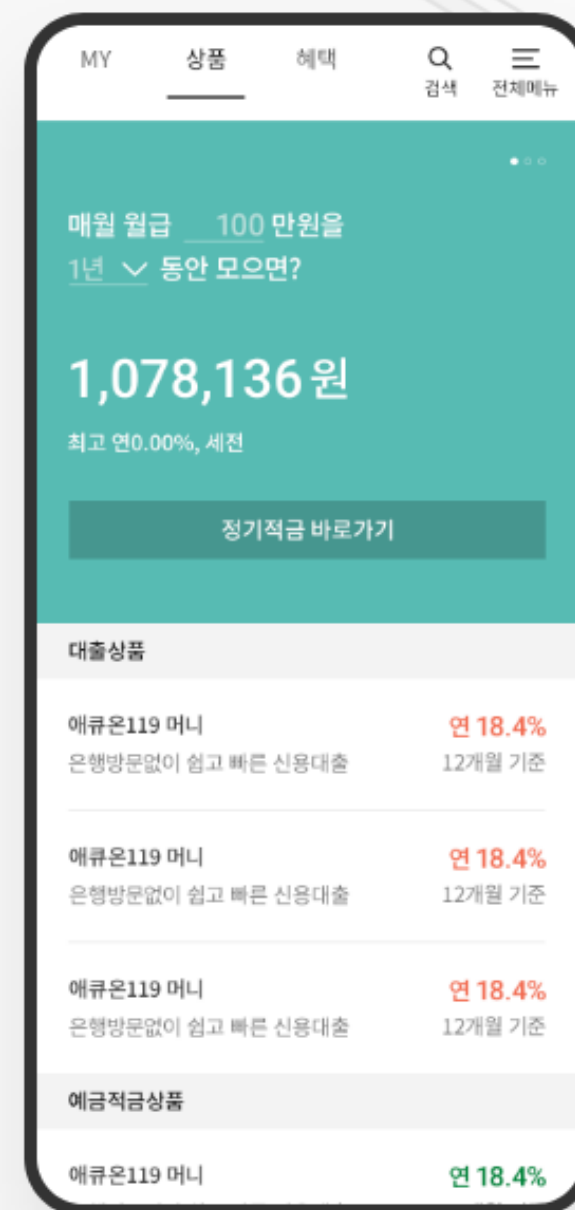 MY 상품 혜택 검색 전체메뉴
매월 월급 100 만원을
1년 동안 모으면?
1,078,136 원
최고 연0.00%, 세전
정기적금 바로가기
대출상품
애큐온119 머니 연 18.4%
은행방문없이 쉽고 빠른 신용대출 12개월 기준
애큐온119 머니 연 18.4%
은행방문없이 쉽고 빠른 신용대출 12개월 기준
애큐온119 머니 연 18.4%
은행방문없이 쉽고 빠른 신용대출 12개월 기준
예금적금상품
애큐온119 머니 연 18.4%